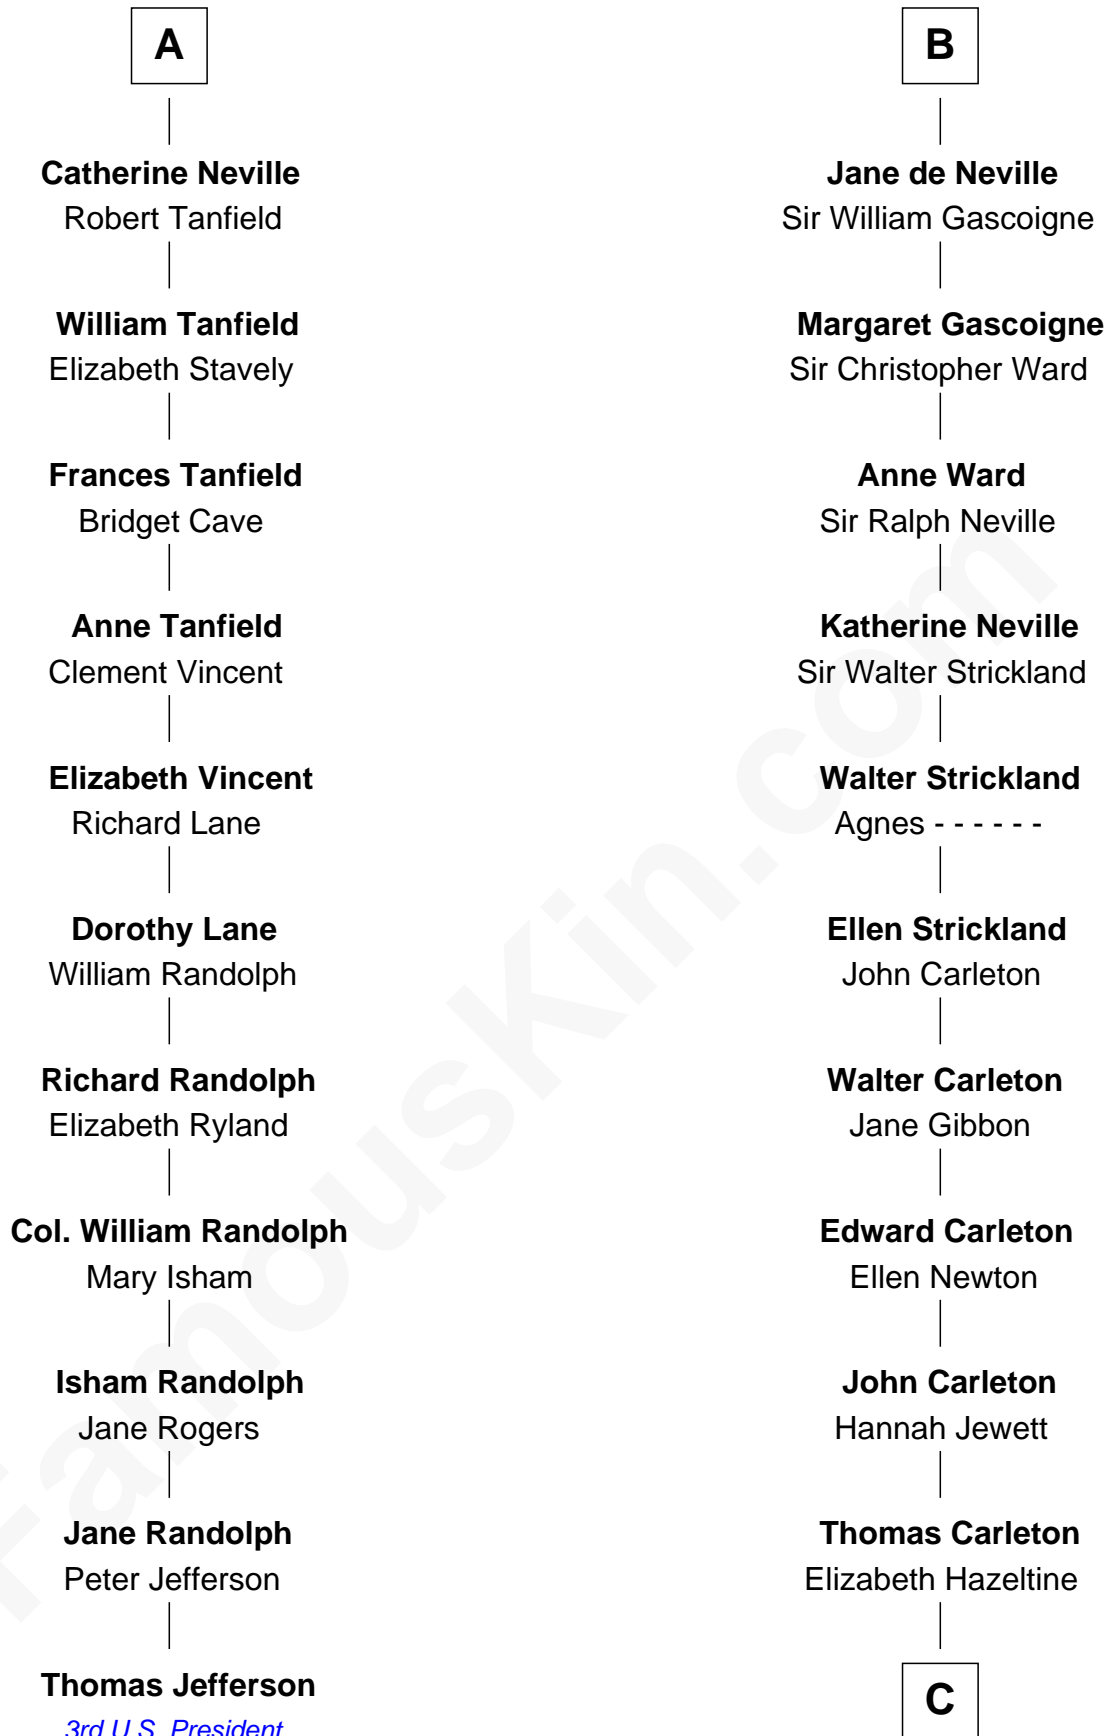 A
Catherine Neville
Robert Tanfield
William Tanfield
Elizabeth Stavely
Frances Tanfield
Bridget Cave
Anne Tanfield
Clement Vincent
Elizabeth Vincent
Richard Lane
Dorothy Lane
William Randolph
Richard Randolph
Elizabeth Ryland
Col. William Randolph
Mary Isham
Isham Randolph
Jane Rogers
Jane Randolph
Peter Jefferson
Thomas Jefferson
3rd U.S. President
B
Jane de Neville
Sir William Gascoigne
Margaret Gascoigne
Sir Christopher Ward
Anne Ward
Sir Ralph Neville
Katherine Neville
Sir Walter Strickland
Walter Strickland
Agnes - - - - - -
Ellen Strickland
John Carleton
Walter Carleton
Jane Gibbon
Edward Carleton
Ellen Newton
John Carleton
Hannah Jewett
Thomas Carleton
Elizabeth Hazeltine
C
FamousKin.com